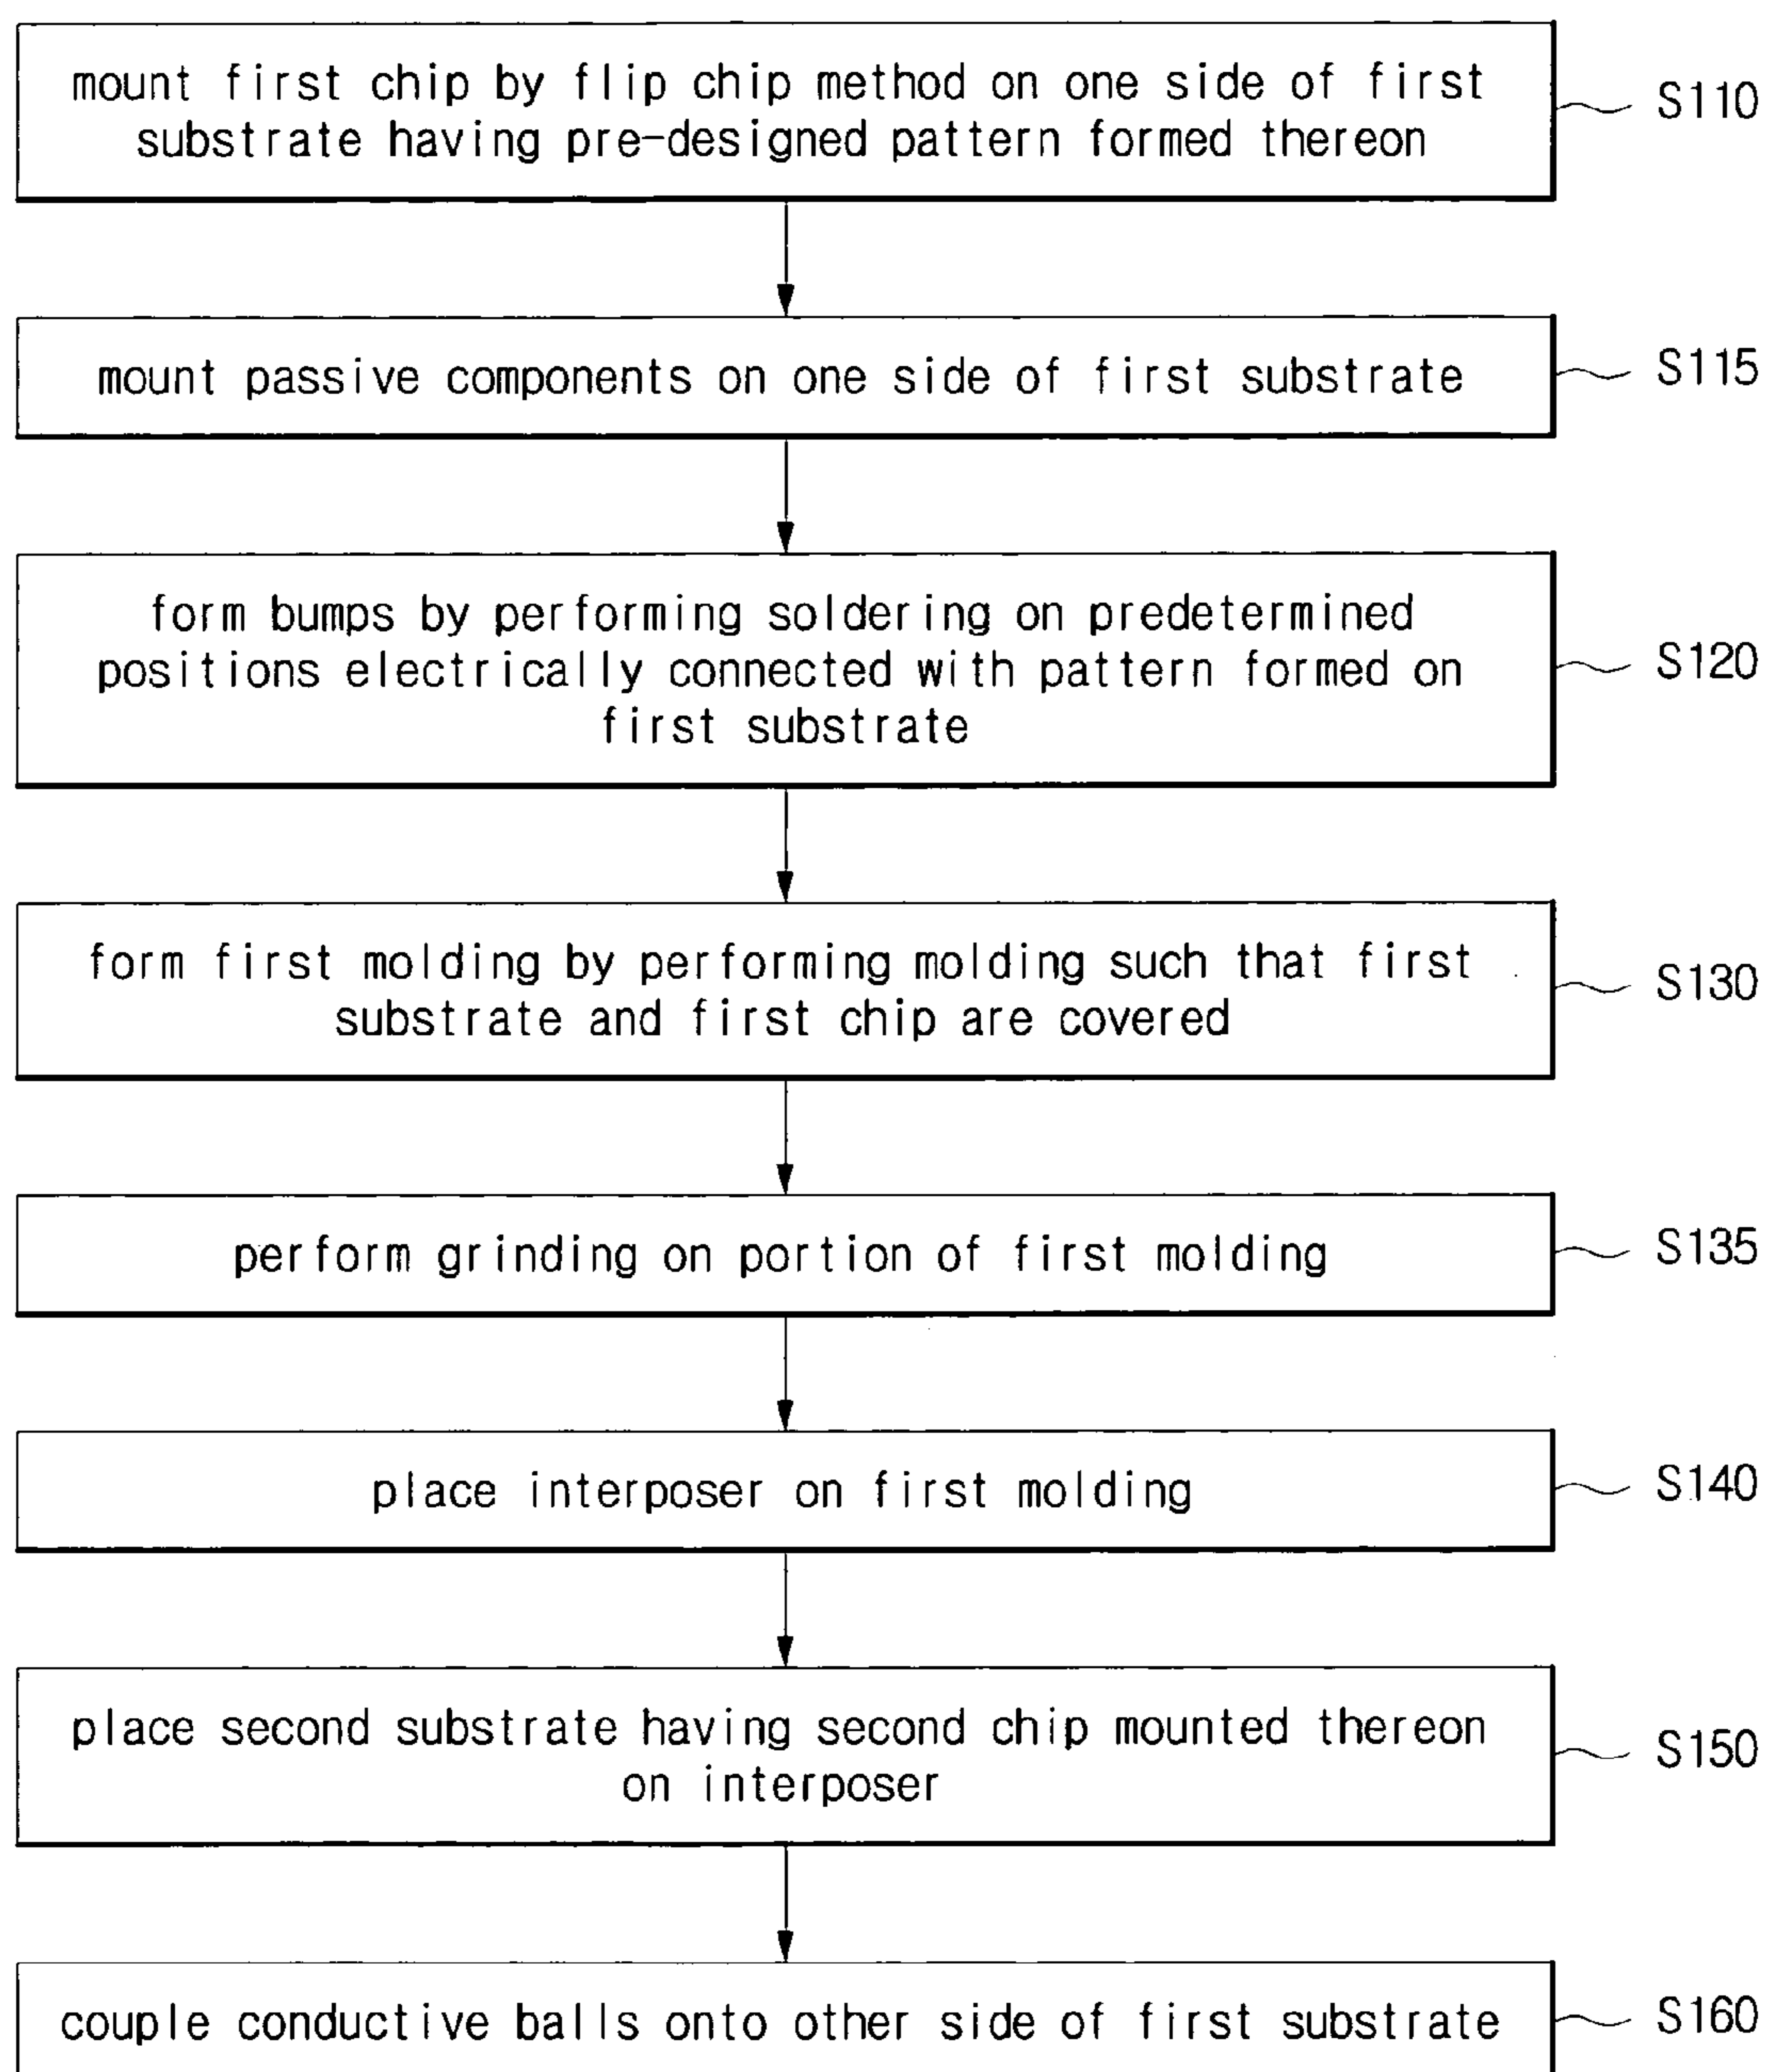 mount first chip by flip chip method on one side of first
substrate having pre-designed pattern formed thereon
S110
mount passive components on one side of first substrate
S115
form bumps by performing soldering on predetermined
positions electrically connected with pattern formed on
first substrate
S120
form first molding by performing molding such that first
substrate and first chip are covered
S130
perform grinding on portion of first molding
S135
place interposer on first molding
S140
place second substrate having second chip mounted thereon
on interposer
S150
couple conductive balls onto other side of first substrate
S160